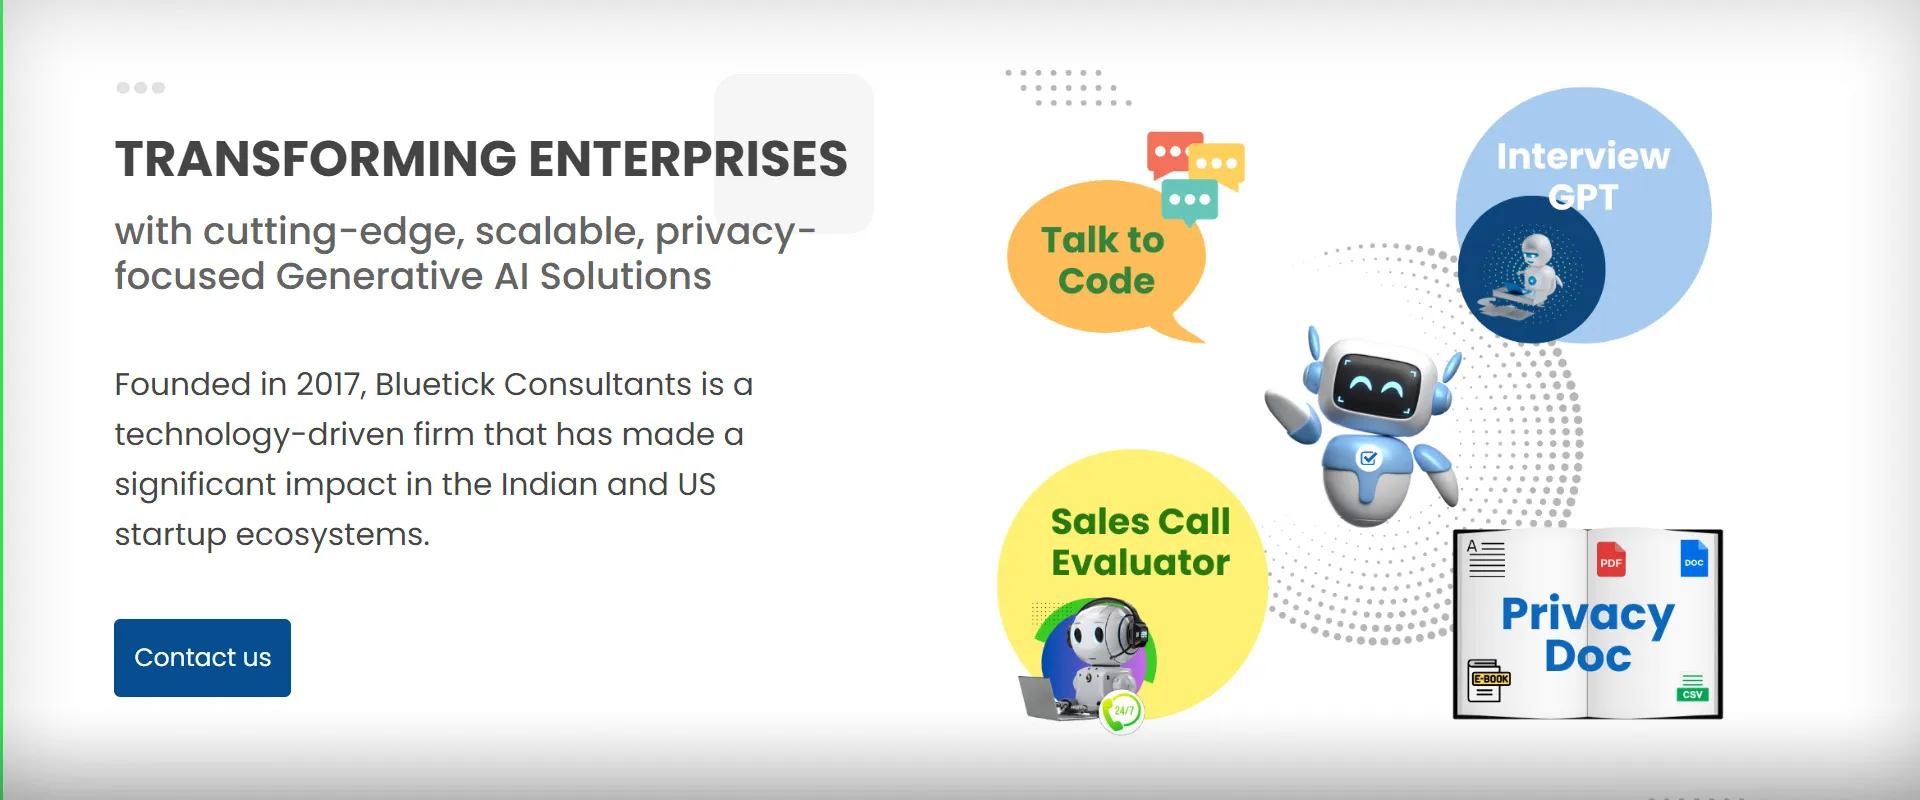 TRANSFORMING ENTERPRISES
with cutting-edge, scalable, privacy-
focused Generative AI Solutions
Founded in 2017, Bluetick Consultants is a
technology-driven firm that has made a
significant impact in the Indian and US
startup ecosystems.
Contact us
Talk to
Code
Interview
GPT
Sales Call
Evaluator
24/7
A
PDF
DOC
Privacy
Doc
E-BOOK
CSV